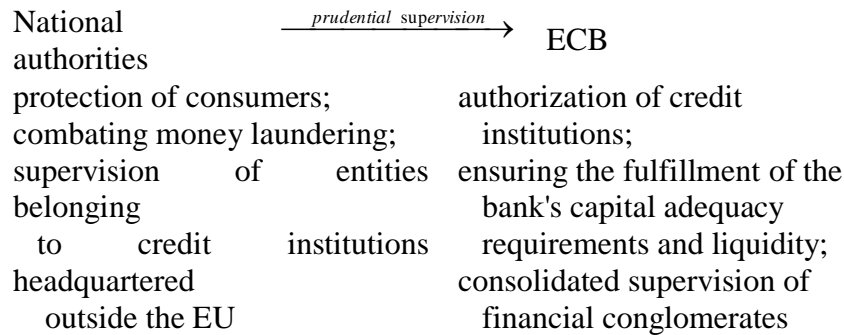 National
authorities
prudential supervision
ECB
protection of consumers;
combating money laundering;
supervision of entities
belonging
to credit institutions
headquartered
outside the EU
authorization of credit
institutions;
ensuring the fulfillment of the
bank's capital adequacy
requirements and liquidity;
consolidated supervision of
financial conglomerates